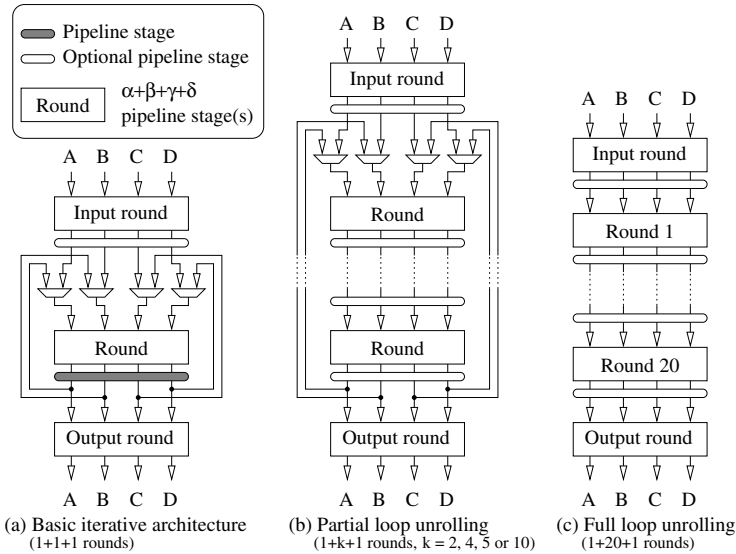 Pipeline stage
Optional pipeline stage
Round
α+β+γ+δ
pipeline stage(s)
A B C D
Input round
Round
Output round
A B C D
(a) Basic iterative architecture
(1+1+1 rounds)
A B C D
Input round
Round
Round
Output round
A B C D
(b) Partial loop unrolling
(1+k+1 rounds, k = 2, 4, 5 or 10)
A B C D
Input round
Round 1
Round 20
Output round
A B C D
(c) Full loop unrolling
(1+20+1 rounds)